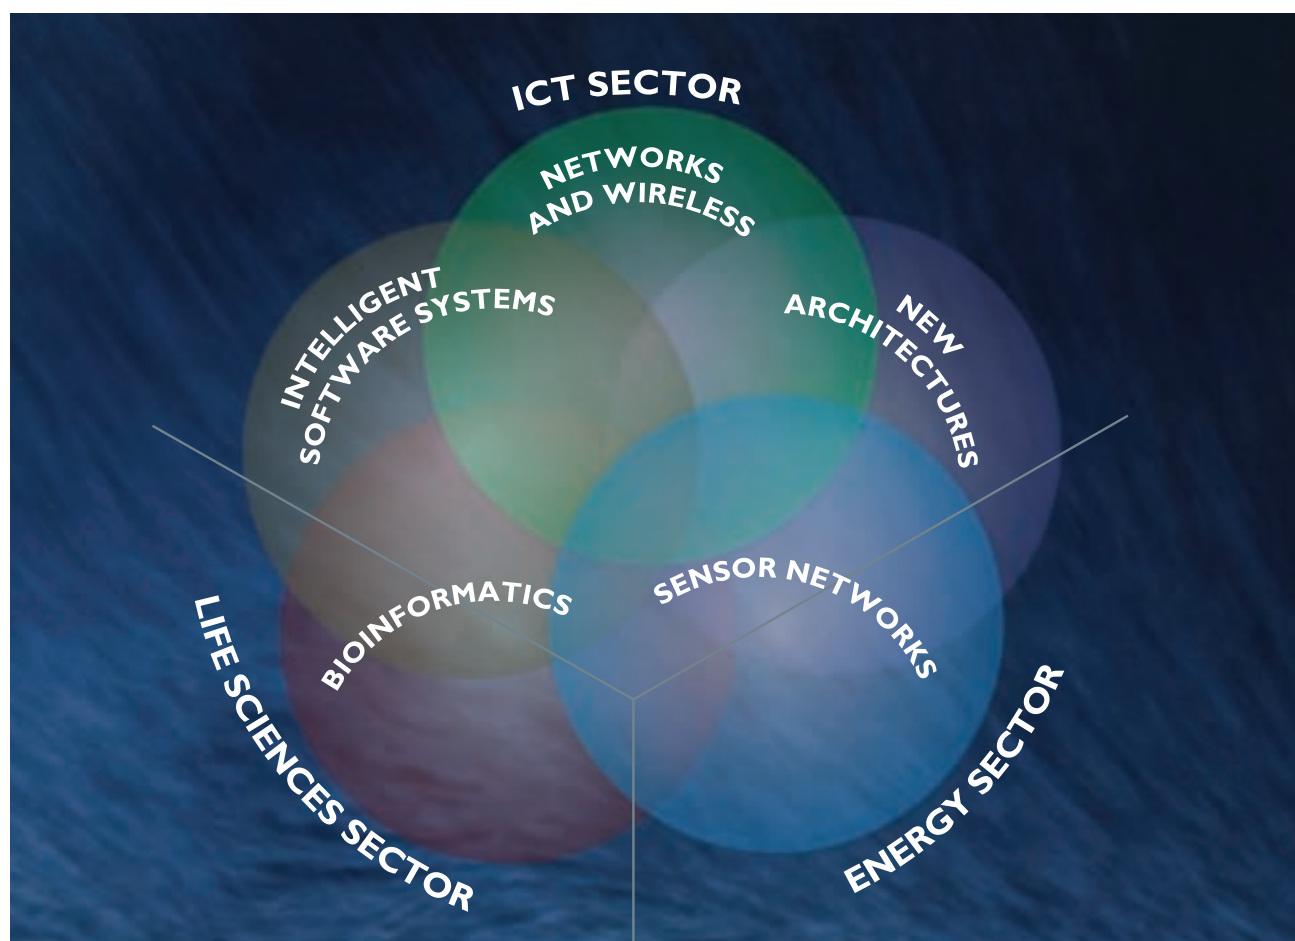 ICT SECTOR
NETWORKS
AND WIRELESS
INTELLIGENT
SOFTWARE SYSTEMS
NEW
ARCHITECTURES
BIOINFORMATICS
SENSOR NETWORKS
LIFE SCIENCES SECTOR
ENERGY SECTOR